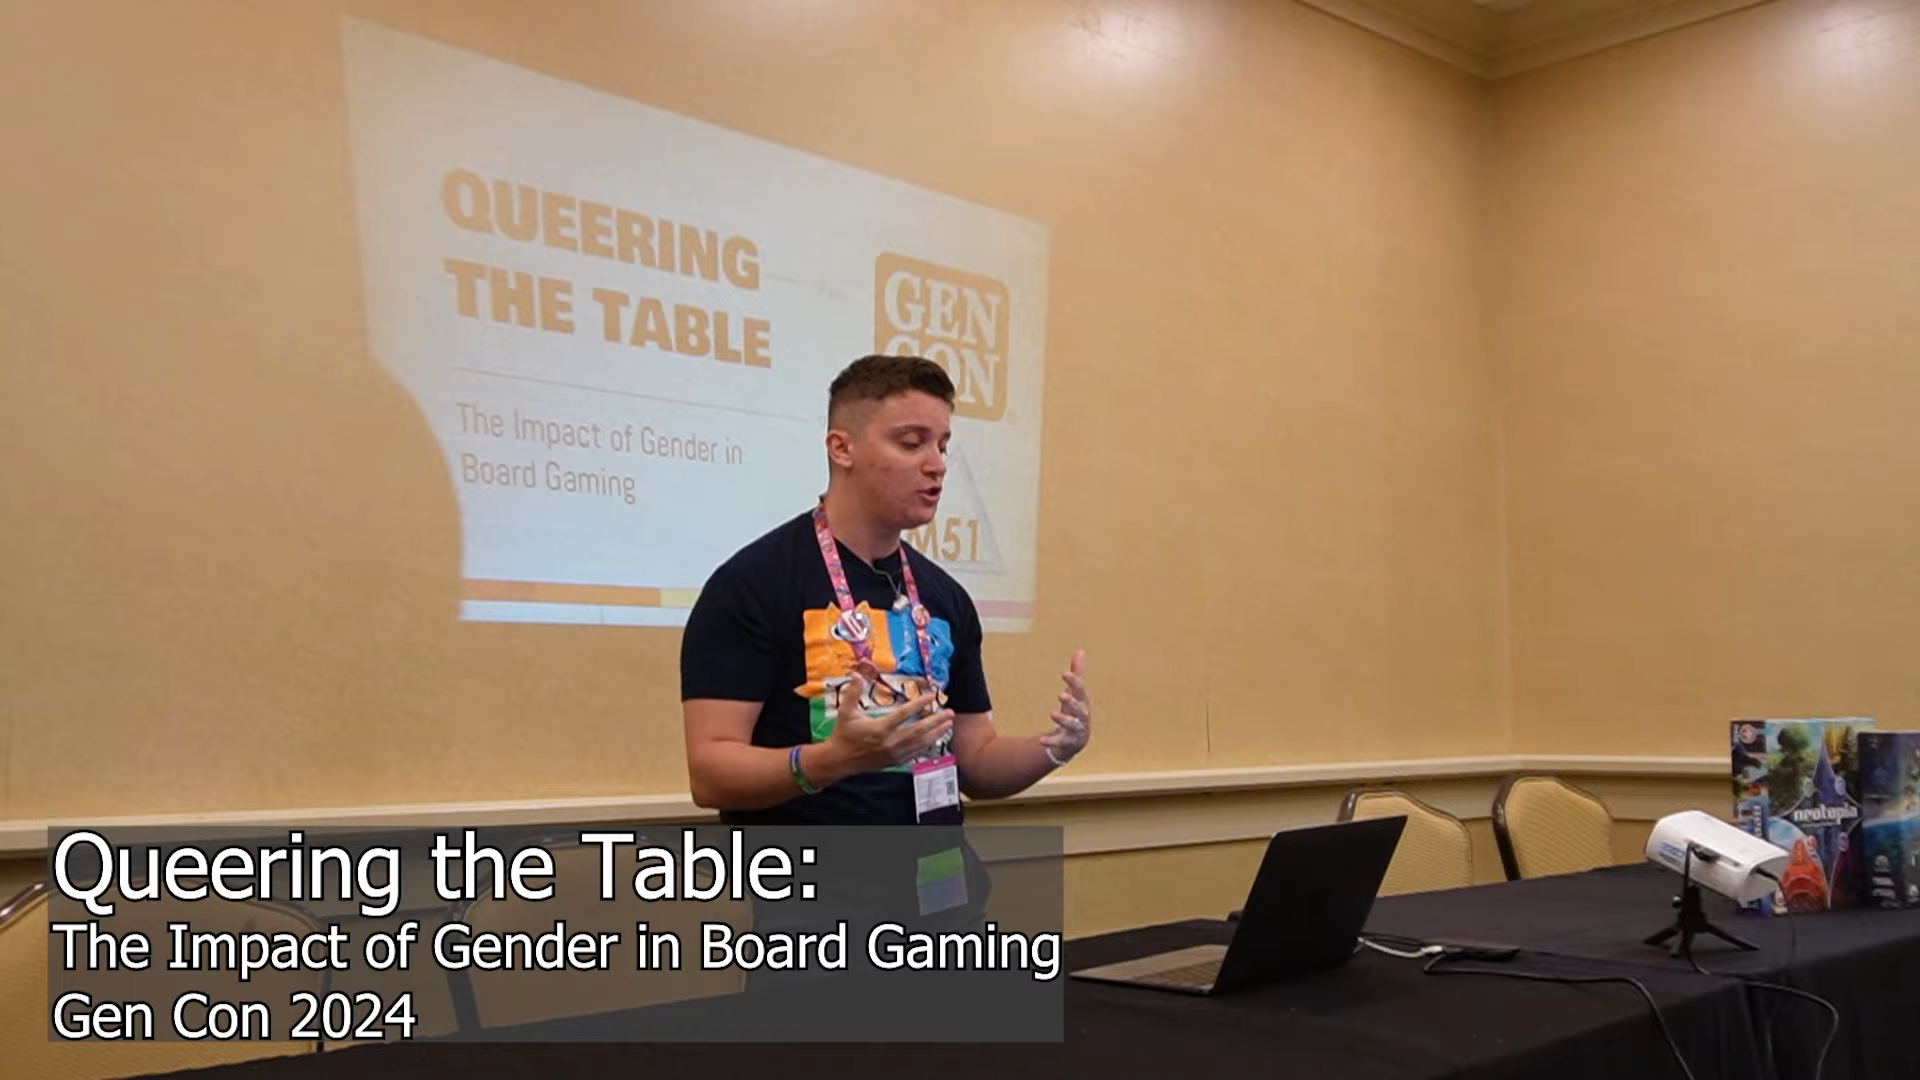 QUEERING
THE TABLE
GEN
CON
The Impact of Gender in
Board Gaming
M51
neotopia
Queering the Table:
The Impact of Gender in Board Gaming
Gen Con 2024